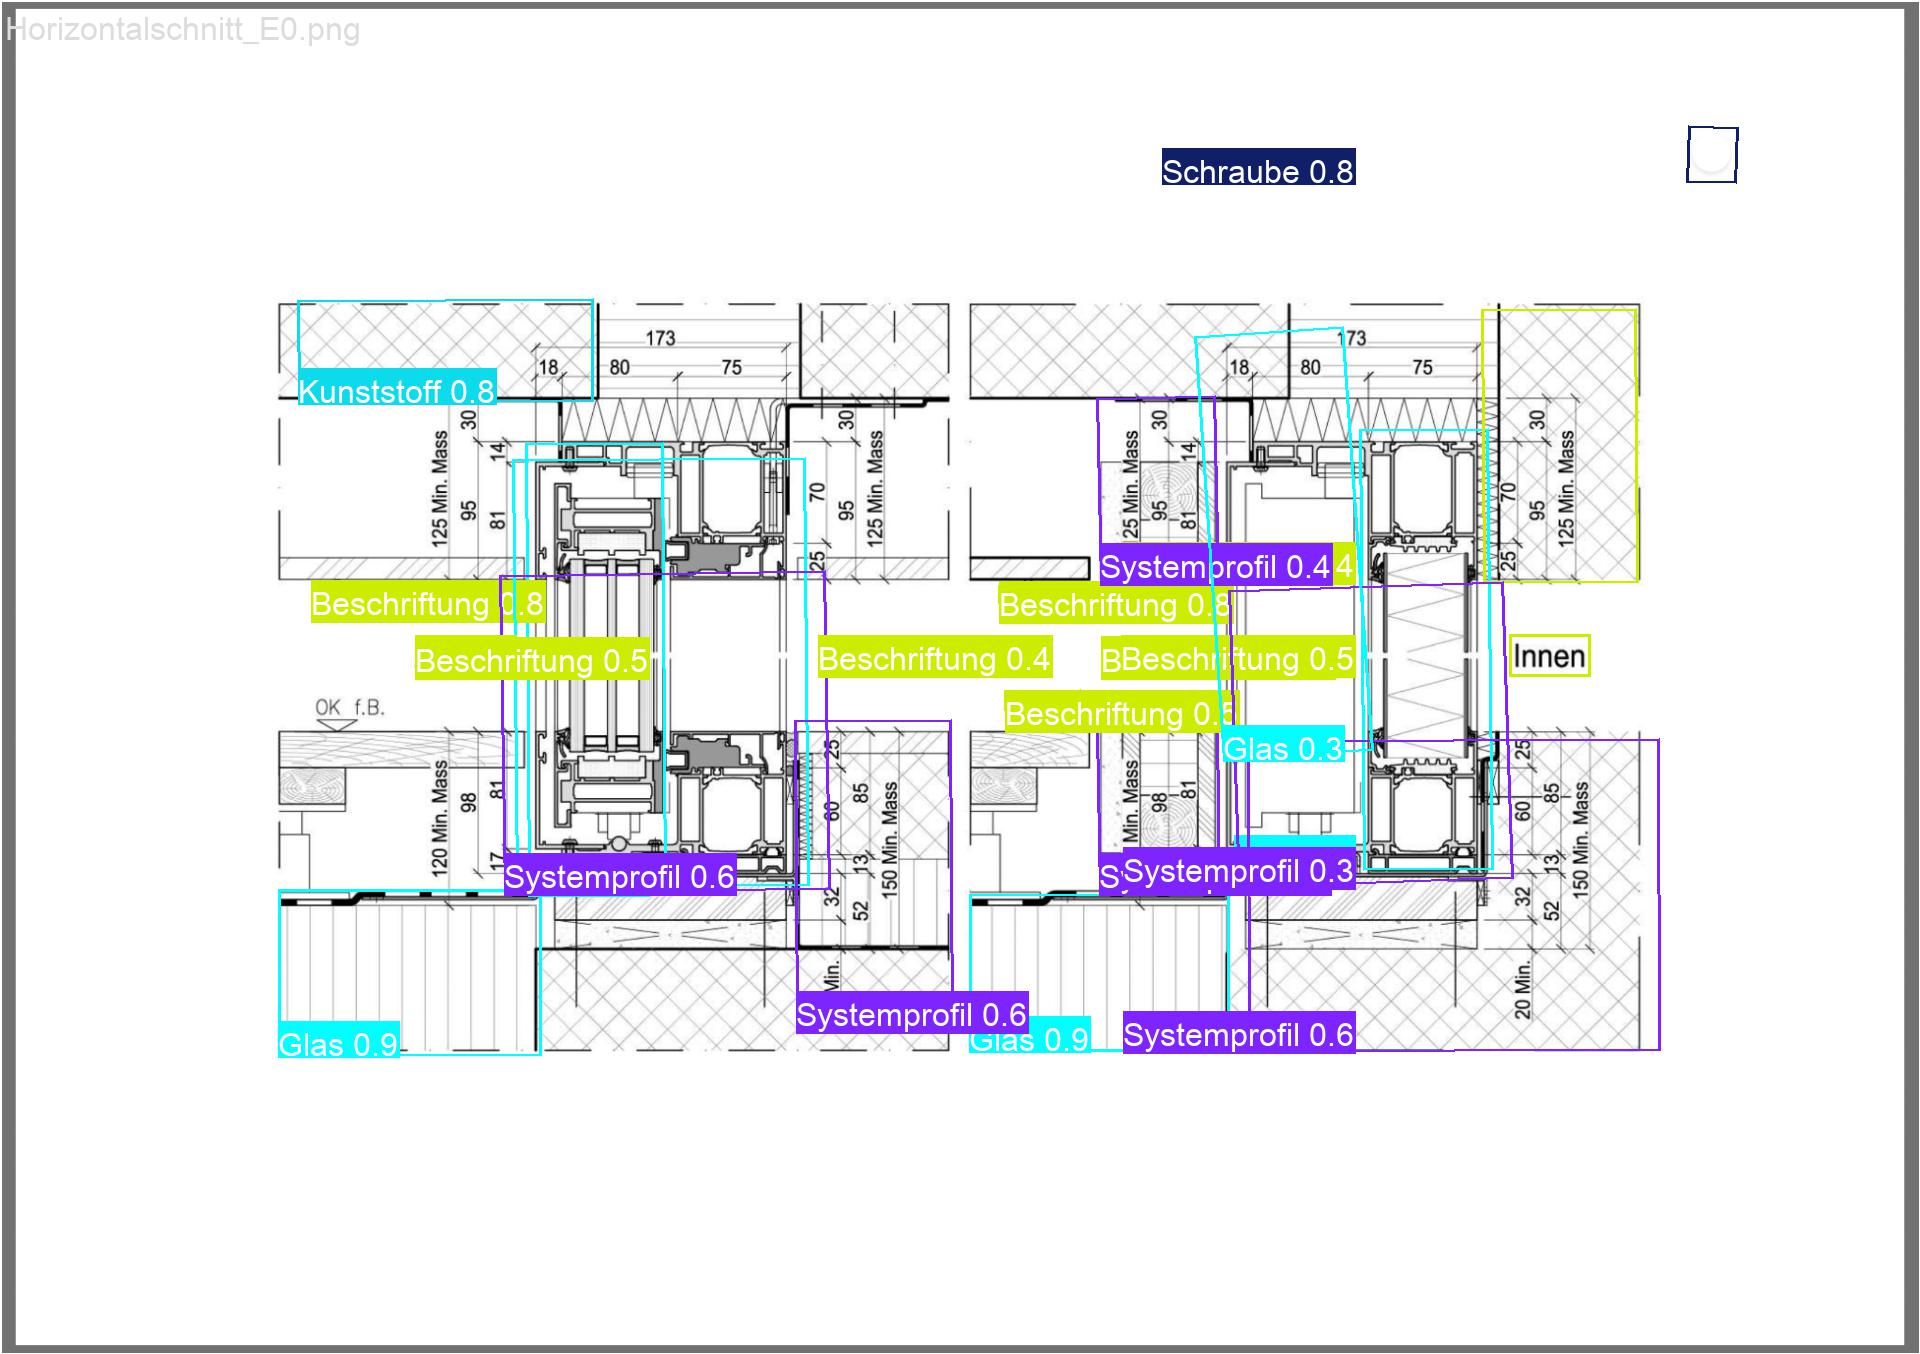 Horizontalschnitt_E0.png
Schraube 0.8
173
18
80
75
Kunststoff 0.8
30
14
125 Min. Mass
95
81
30
70
95
125 Min. Mass
25
Beschriftung 0.8
Beschriftung 0.5
Beschriftung 0.4
OK f.B.
120 Min. Mass
98
81
17
25
60
85
150 Min. Mass
13
32
52
Min.
Systemprofil 0.6
Systemprofil 0.6
Glas 0.9
173
18
80
75
30
14
25 Min. Mass
95
81
30
70
95
125 Min. Mass
25
Systemprofil 0.4
4
Beschriftung 0.8
Beschriftung 0.5
Beschriftung 0.5
Innen
Glas 0.3
Min. Mass
98
81
25
60
85
150 Min. Mass
13
32
52
20 Min.
Systemprofil 0.3
Systemprofil 0.6
Glas 0.9